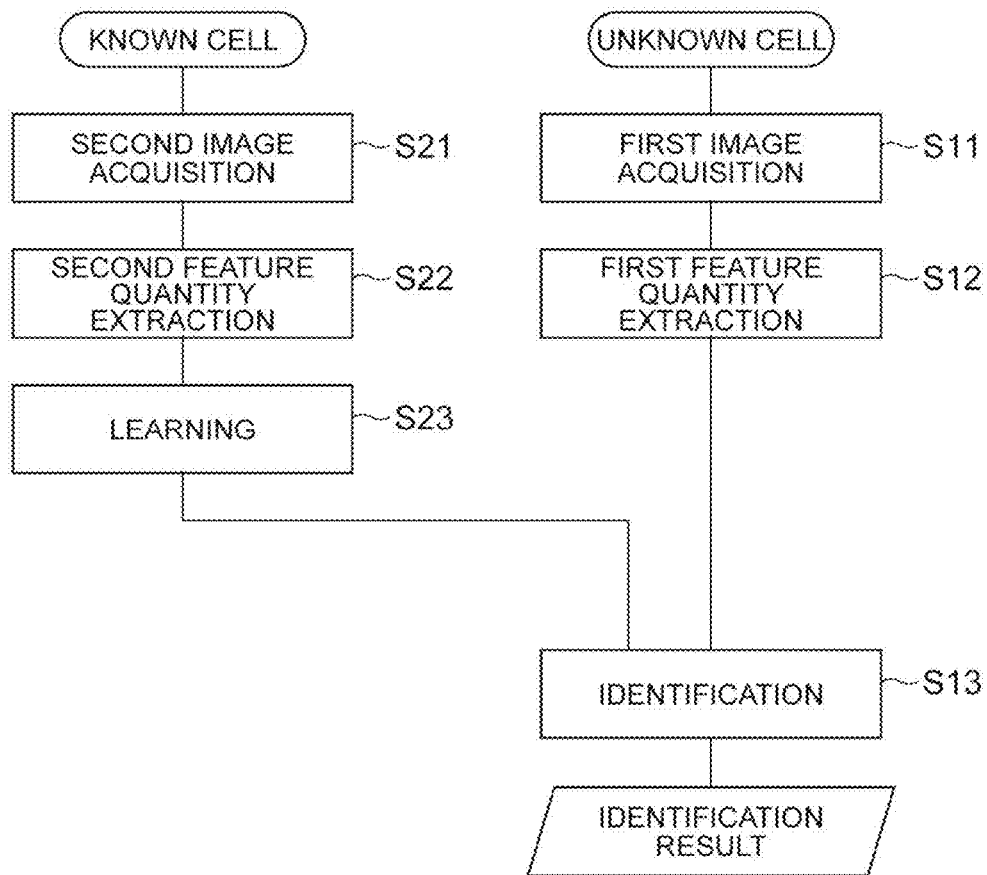 KNOWN CELL
SECOND IMAGE
ACQUISITION
S21
SECOND FEATURE
QUANTITY
EXTRACTION
S22
LEARNING
S23
UNKNOWN CELL
FIRST IMAGE
ACQUISITION
S11
FIRST FEATURE
QUANTITY
EXTRACTION
S12
IDENTIFICATION
S13
IDENTIFICATION
RESULT